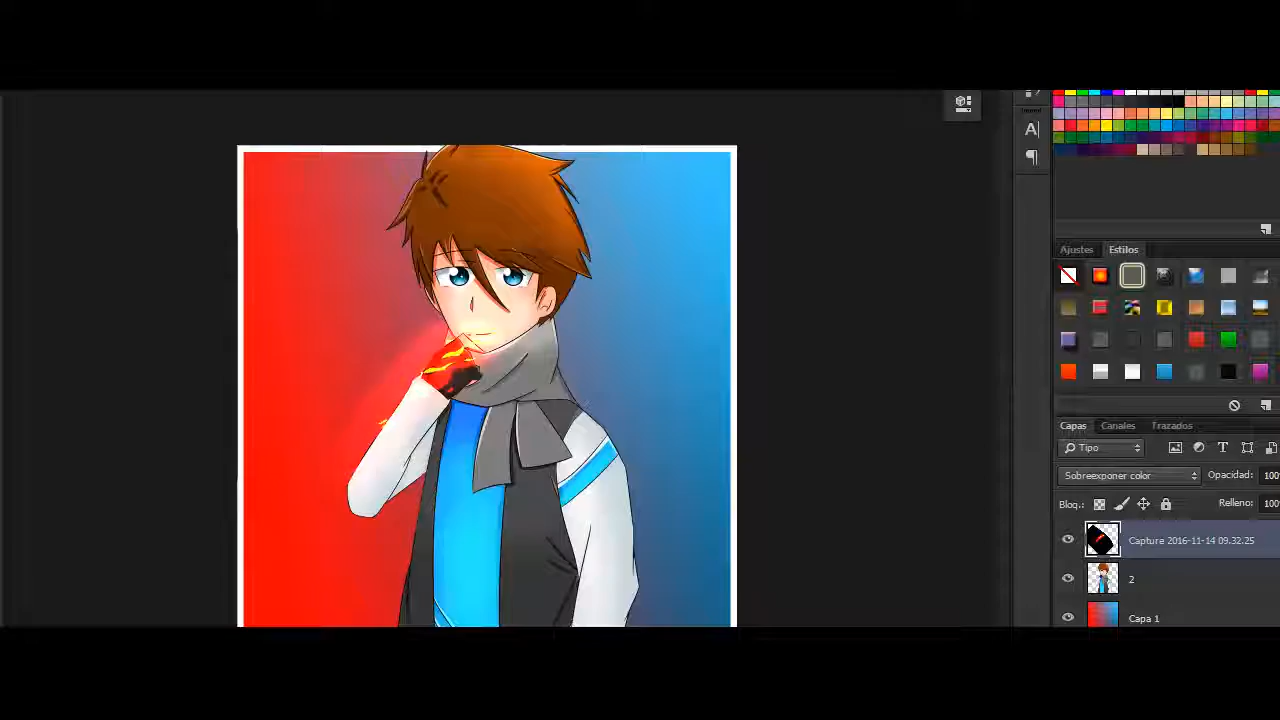 A|
Ajustes Estilos
Capas Canales Trazados
Tipo
T
Sobreexponer color Opacidad: 100
Bloq.: Relleno: 100
Capture 2016-11-14 09.32.25
2
Capa 1